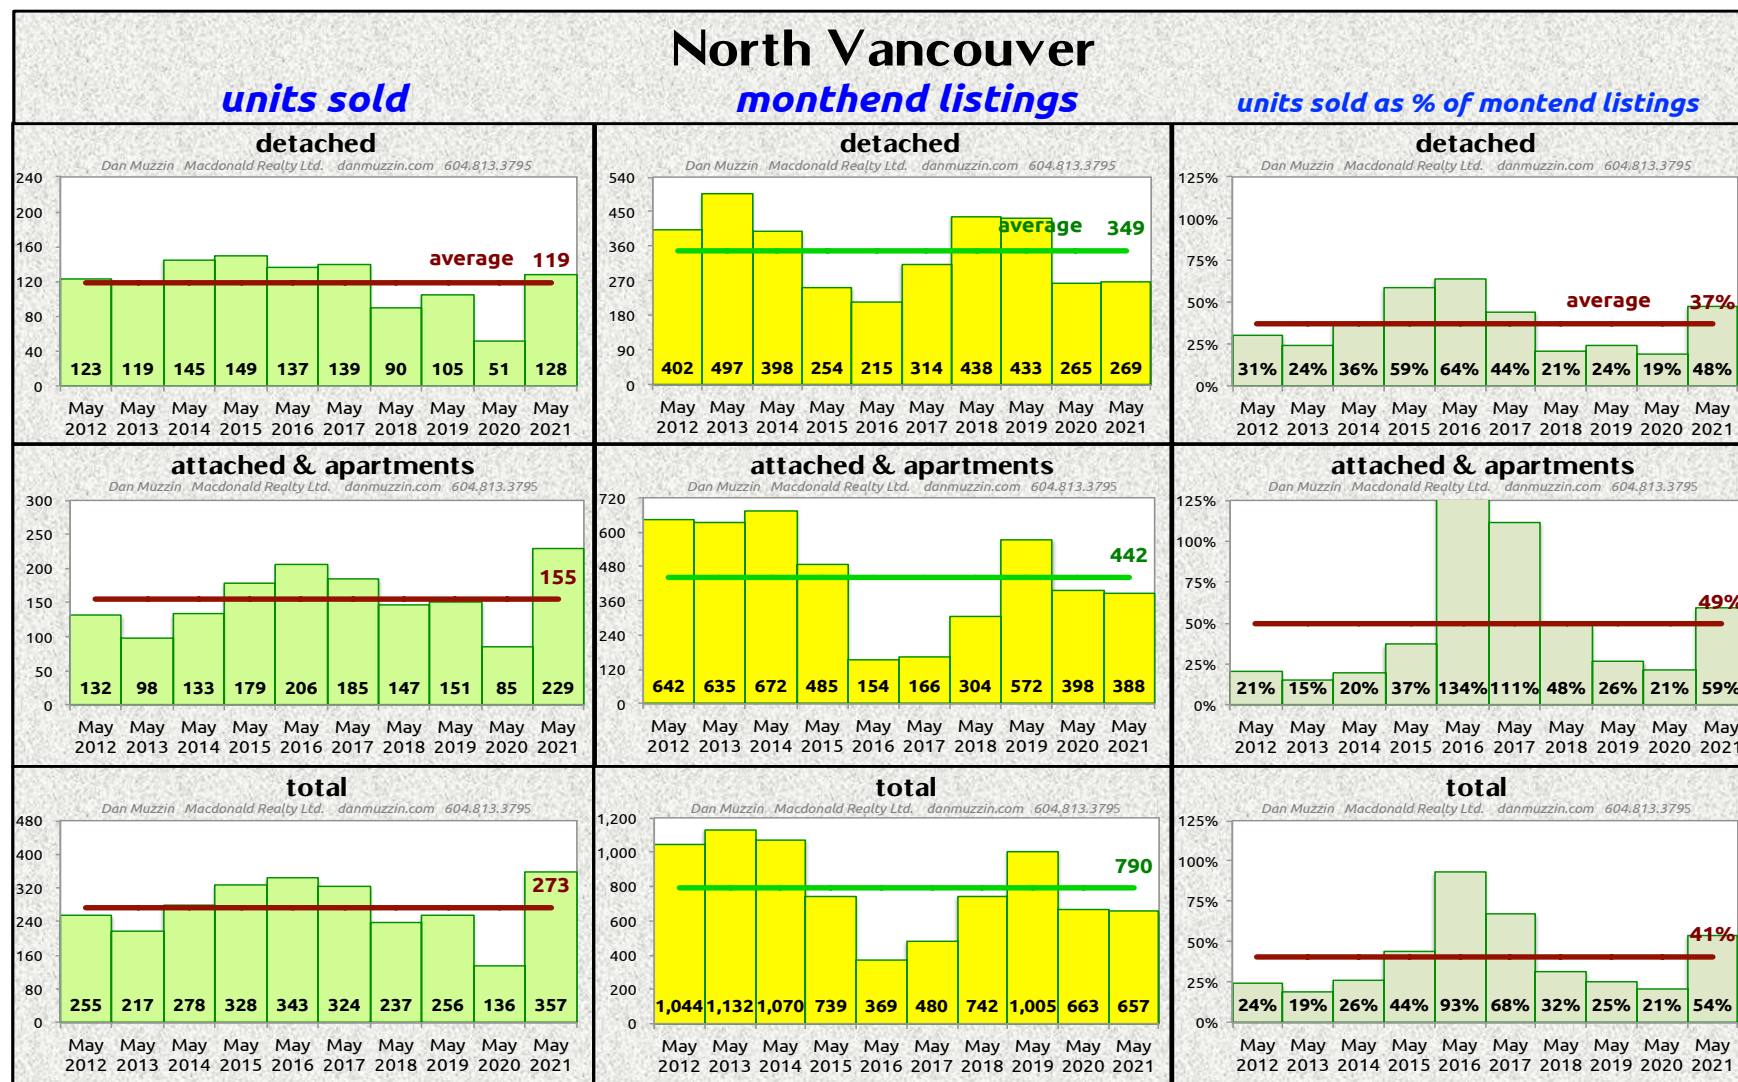 North Vancouver
units sold
monthend listings
units sold as % of montend listings
detached
Dan Muzzin Macdonald Realty Ltd. danmuzzin.com 604.813.3795
240
200
160
120
80
40
0
average 119
123 119 145 149 137 139 90 105 51 128
May May May May May May May May May May
2012 2013 2014 2015 2016 2017 2018 2019 2020 2021
detached
Dan Muzzin Macdonald Realty Ltd. danmuzzin.com 604.813.3795
540
450
360
270
180
90
0
average 349
402 497 398 254 215 314 438 433 265 269
May May May May May May May May May May
2012 2013 2014 2015 2016 2017 2018 2019 2020 2021
detached
Dan Muzzin Macdonald Realty Ltd. danmuzzin.com 604.813.3795
125%
100%
75%
50%
25%
0%
average 37%
31% 24% 36% 59% 64% 44% 21% 24% 19% 48%
May May May May May May May May May May
2012 2013 2014 2015 2016 2017 2018 2019 2020 2021
attached & apartments
Dan Muzzin Macdonald Realty Ltd. danmuzzin.com 604.813.3795
300
250
200
150
100
50
0
155
132 98 133 179 206 185 147 151 85 229
May May May May May May May May May May
2012 2013 2014 2015 2016 2017 2018 2019 2020 2021
attached & apartments
Dan Muzzin Macdonald Realty Ltd. danmuzzin.com 604.813.3795
720
600
480
360
240
120
0
442
642 635 672 485 154 166 304 572 398 388
May May May May May May May May May May
2012 2013 2014 2015 2016 2017 2018 2019 2020 2021
attached & apartments
Dan Muzzin Macdonald Realty Ltd. danmuzzin.com 604.813.3795
125%
100%
75%
50%
25%
0%
49%
21% 15% 20% 37% 134% 111% 48% 26% 21% 59%
May May May May May May May May May May
2012 2013 2014 2015 2016 2017 2018 2019 2020 2021
total
Dan Muzzin Macdonald Realty Ltd. danmuzzin.com 604.813.3795
480
400
320
240
160
80
0
273
255 217 278 328 343 324 237 256 136 357
May May May May May May May May May May
2012 2013 2014 2015 2016 2017 2018 2019 2020 2021
total
Dan Muzzin Macdonald Realty Ltd. danmuzzin.com 604.813.3795
1,200
1,000
800
600
400
200
0
790
1,044 1,132 1,070 739 369 480 742 1,005 663 657
May May May May May May May May May May
2012 2013 2014 2015 2016 2017 2018 2019 2020 2021
total
Dan Muzzin Macdonald Realty Ltd. danmuzzin.com 604.813.3795
125%
100%
75%
50%
25%
0%
41%
24% 19% 26% 44% 93% 68% 32% 25% 21% 54%
May May May May May May May May May May
2012 2013 2014 2015 2016 2017 2018 2019 2020 2021